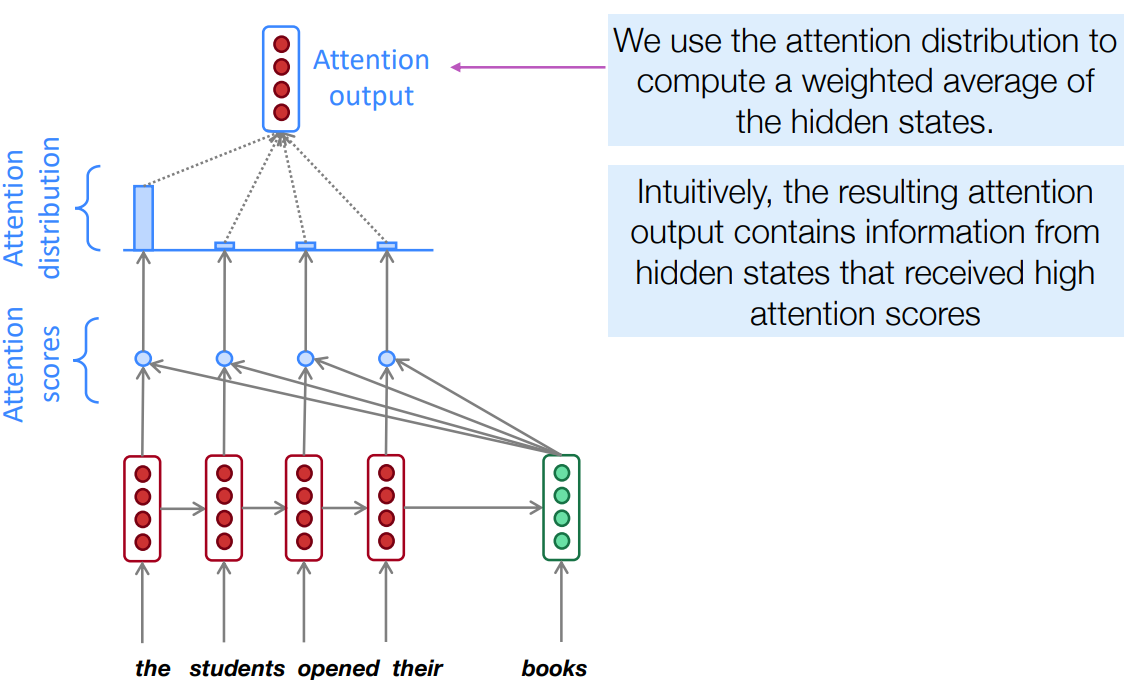 Attention
output
We use the attention distribution to
compute a weighted average of
the hidden states.
Intuitively, the resulting attention
output contains information from
hidden states that received high
attention scores
Attention
distribution
Attention
scores
the students opened their books